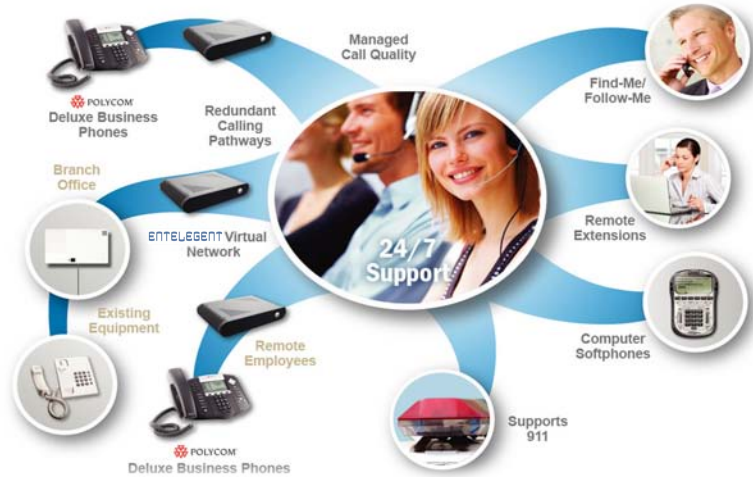 Managed
Call Quality
Find-Me/
Follow-Me
POLYCOM
Deluxe Business
Phones
Redundant
Calling
Pathways
Branch
Office
24/7
Support
Remote
Extensions
ENTELEGENT Virtual
Network
Existing
Equipment
Remote
Employees
Computer
Softphones
Supports
911
POLYCOM
Deluxe Business Phones